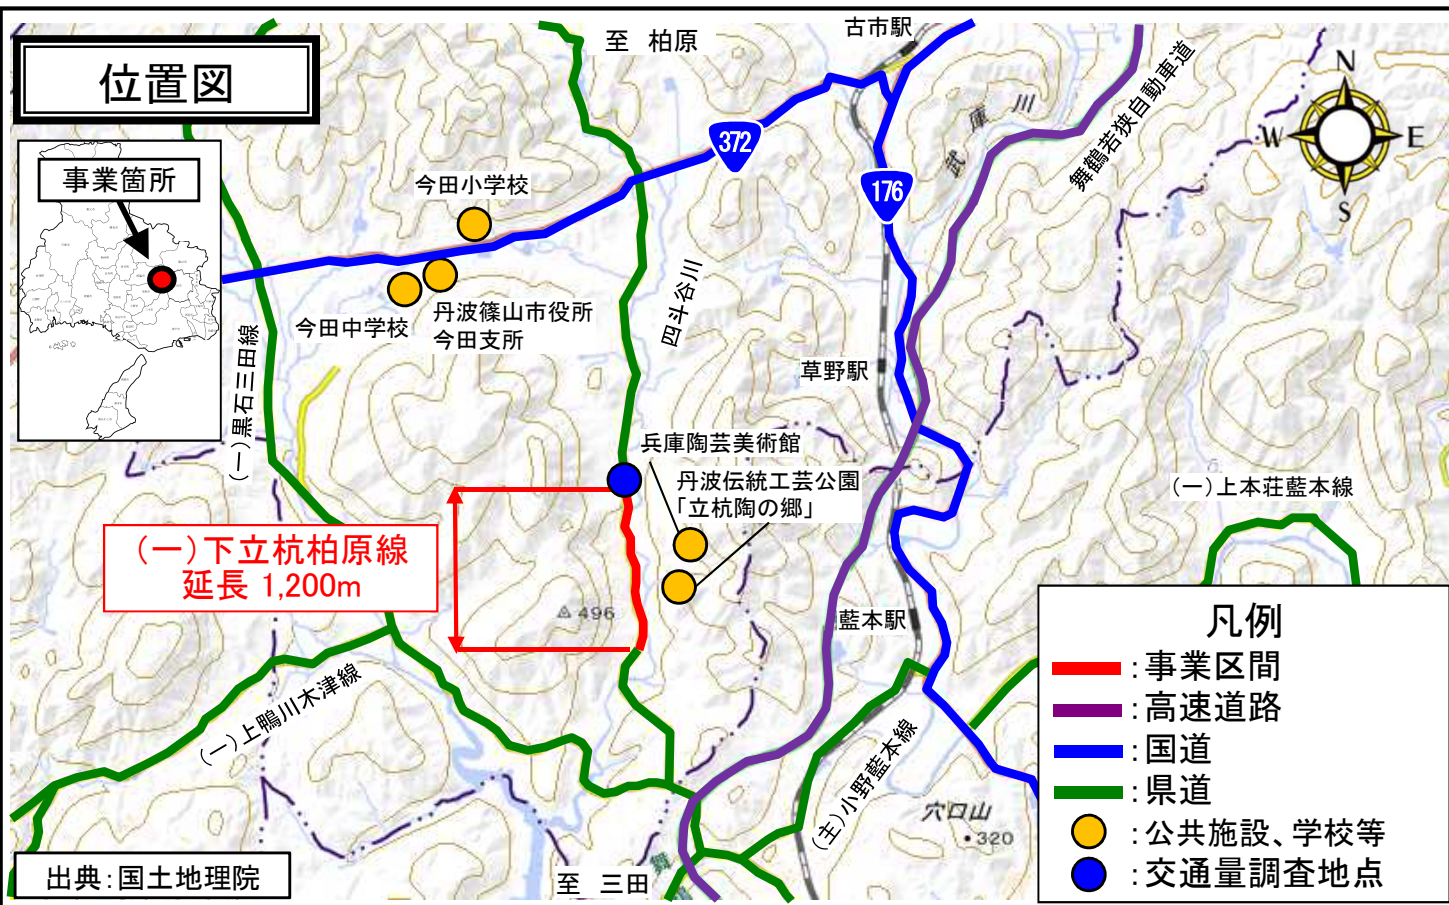 位置図
事業箇所
至 柏原
古市駅
372
176
武庫川
舞鶴若狭自動車道
N
W
E
S
今田小学校
今田中学校
丹波篠山市役所
今田支所
四斗谷川
草野駅
(一)黒石三田線
兵庫陶芸美術館
丹波伝統工芸公園
「立杭陶の郷」
(一)上本荘藍本線
(一)下立杭柏原線
延長 1,200m
496
藍本駅
(一)上鴨川木津線
(主)小野藍本線
穴口山
320
至 三田
出典:国土地理院
凡例
:事業区間
:高速道路
:国道
:県道
:公共施設、学校等
:交通量調査地点